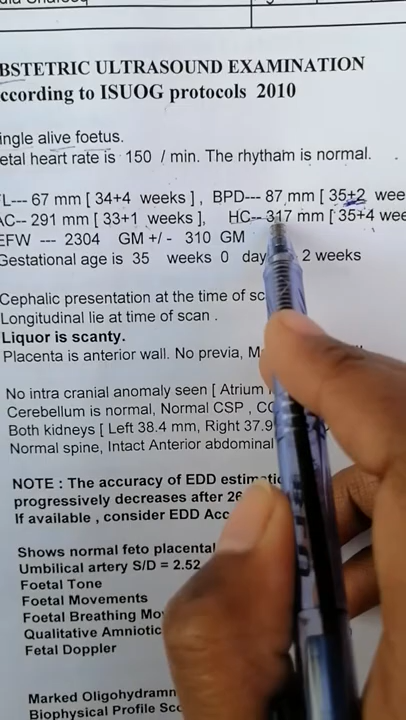 BSTETRIC ULTRASOUND EXAMINATION
ccording to ISUOG protocols 2010
ingle alive foetus.
etal heart rate is 150 / min. The rhytham is normal.
L--- 67 mm [ 34+4 weeks ] , BPD--- 87 mm [ 35+2 wee
AC-- 291 mm [ 33+1 weeks ], HC-- 317 mm [ 35+4 wee
EFW --- 2304 GM +/- 310 GM
Gestational age is 35 weeks 0 day 2 weeks
Cephalic presentation at the time of sc
Longitudinal lie at time of scan .
Liquor is scanty.
Placenta is anterior wall. No previa, M
No intra cranial anomaly seen [ Atrium
Cerebellum is normal, Normal CSP , CC
Both kidneys [ Left 38.4 mm, Right 37.9
Normal spine, Intact Anterior abdominal
NOTE : The accuracy of EDD estimatio
progressively decreases after 26
If available , consider EDD Acc
Shows normal feto placental
Umbilical artery S/D = 2.52
Foetal Tone
Foetal Movements
Foetal Breathing Mo
Qualitative Amniotic
Fetal Doppler
Marked Oligohydramn
Biophysical Profile Sco